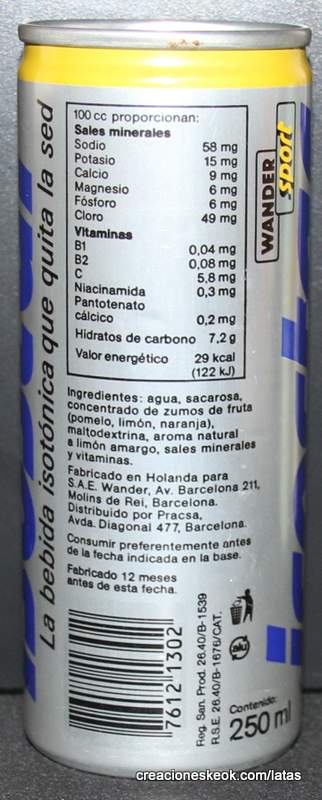 La bebida isotónica que quita la sed
100 cc proporcionan:
Sales minerales
Sodio 58 mg
Potasio 15 mg
Calcio 9 mg
Magnesio 6 mg
Fósforo 6 mg
Cloro 49 mg
Vitaminas
B1 0,04 mg
B2 0,08 mg
C 5,8 mg
Niacinamida 0,3 mg
Pantotenato
cálcico 0,2 mg
Hidratos de carbono 7,2 g
Valor energético 29 kcal
(122 kJ)
WANDER
sport
Ingredientes: agua, sacarosa,
concentrado de zumos de fruta
(pomelo, limón, naranja),
maltodextrina, aroma natural
a limón amargo, sales minerales
y vitaminas.
Fabricado en Holanda para
S.A.E. Wander, Av. Barcelona 211,
Molins de Rei, Barcelona.
Distribuido por Pracsa,
Avda. Diagonal 477, Barcelona.
Consumir preferentemente antes
de la fecha indicada en la base.
Fabricado 12 meses
antes de esta fecha.
7612 1302
Reg. San. Prod. 26.40/B-1539
R.S.E. 26.40/B-1676/CAT.
alu
Contenido:
250 ml
creacioneskeok.com/latas